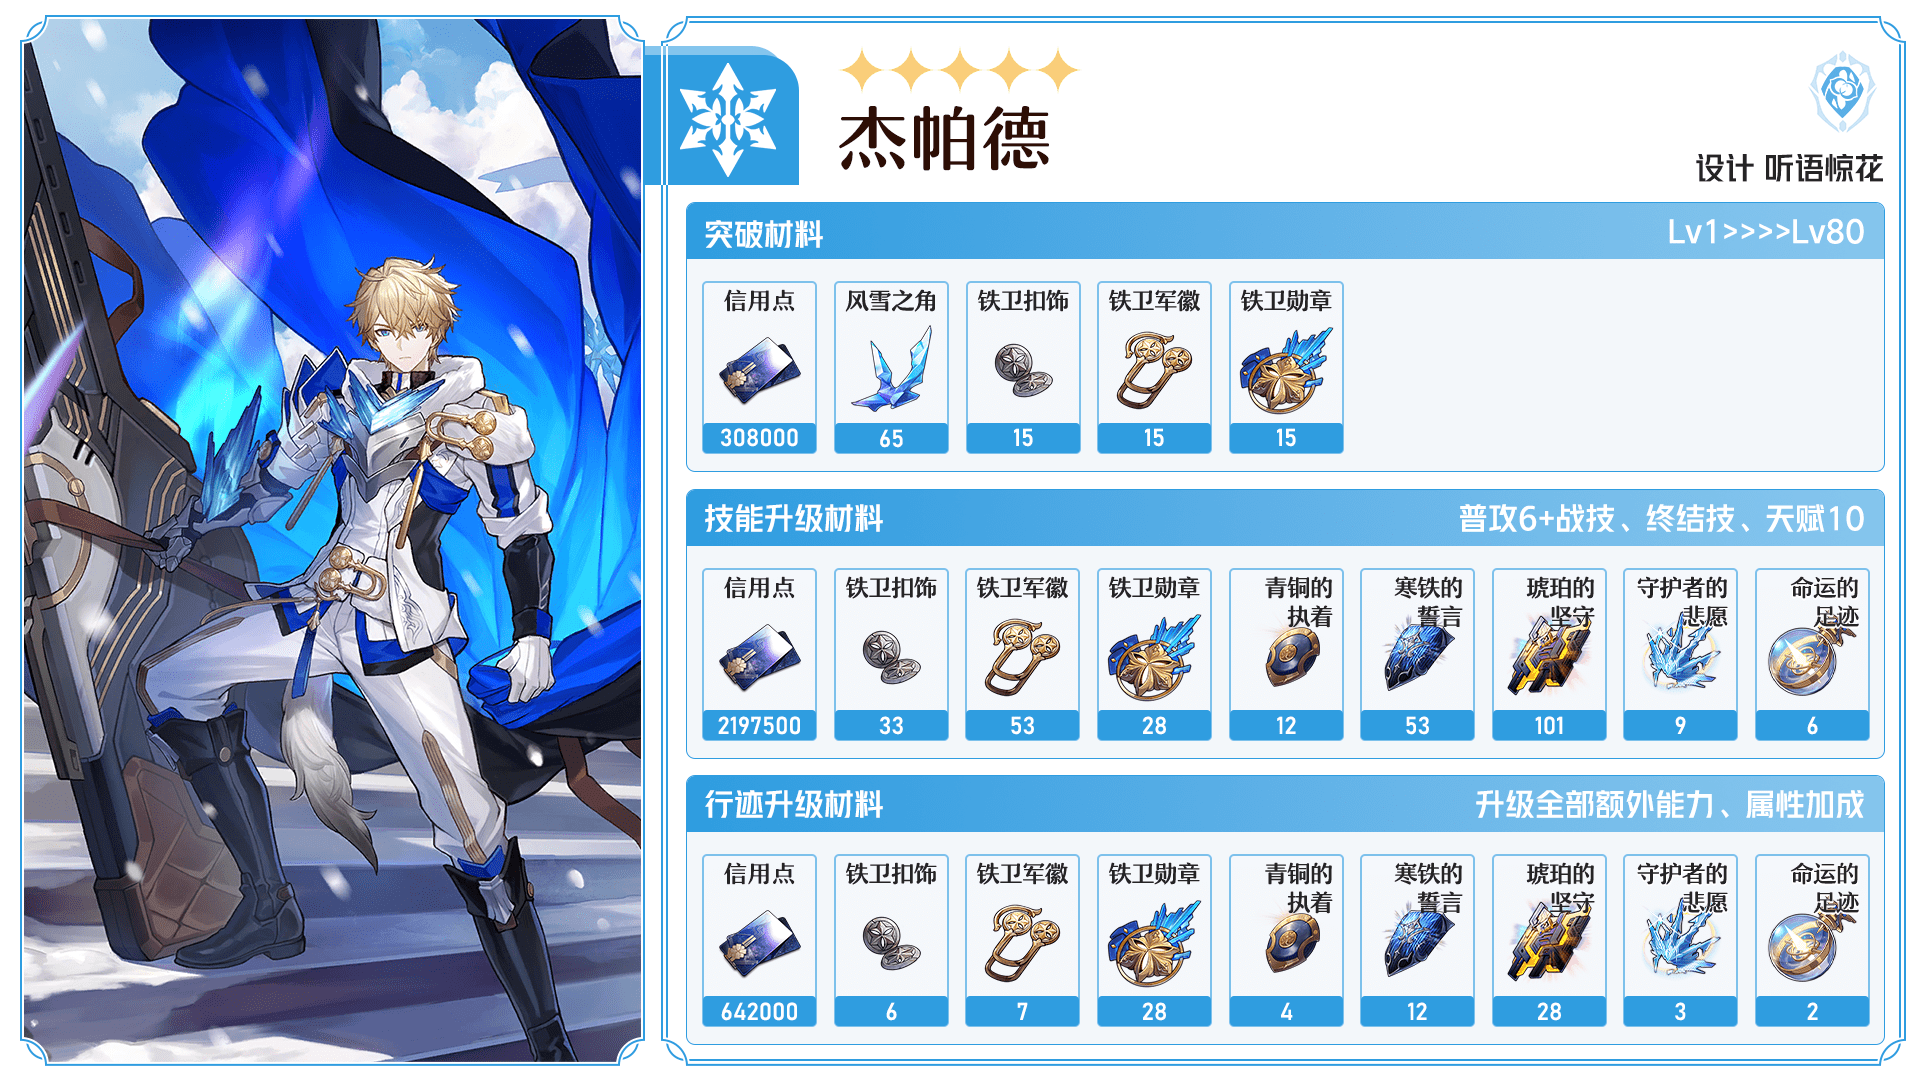 杰帕德
设计 听语惊花
突破材料
Lv1>>>>Lv80
信用点
风雪之角
铁卫扣饰
铁卫军徽
铁卫勋章
308000
65
15
15
15
技能升级材料
普攻6+战技、终结技、天赋10
信用点
铁卫扣饰
铁卫军徽
铁卫勋章
青铜的
执着
寒铁的
誓言
琥珀的
坚守
守护者的
悲愿
命运的
足迹
2197500
33
53
28
12
53
101
9
6
行迹升级材料
升级全部额外能力、属性加成
信用点
铁卫扣饰
铁卫军徽
铁卫勋章
青铜的
执着
寒铁的
誓言
琥珀的
坚守
守护者的
悲愿
命运的
足迹
642000
6
7
28
4
12
28
3
2